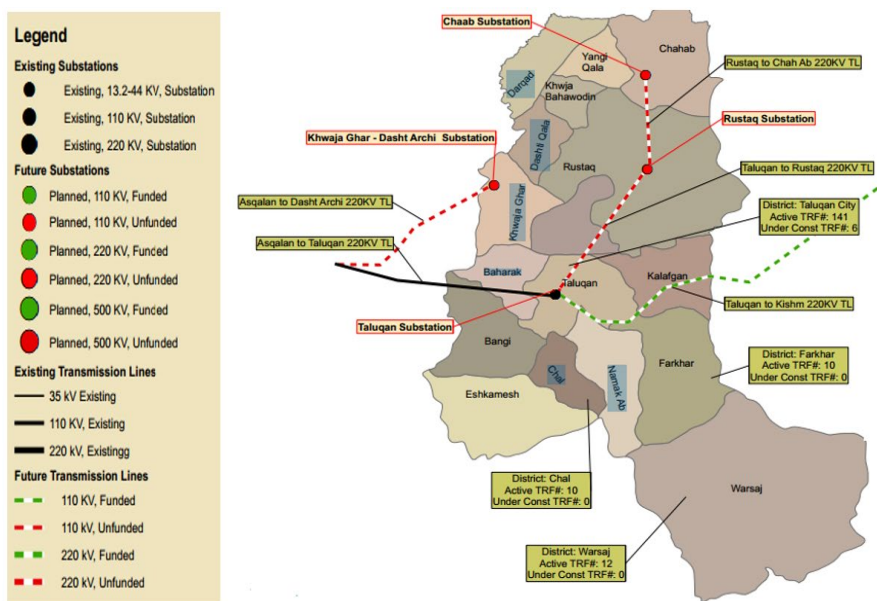 Legend
Existing Substations
Existing, 13.2-44 KV, Substation
Existing, 110 KV, Substation
Existing, 220 KV, Substation
Future Substations
Planned, 110 KV, Funded
Planned, 110 KV, Unfunded
Planned, 220 KV, Funded
Planned, 220 KV, Unfunded
Planned, 500 KV, Funded
Planned, 500 KV, Unfunded
Existing Transmission Lines
35 kV Existing
110 KV, Existing
220 kV, Existingg
Future Transmission Lines
110 KV, Funded
110 kV, Unfunded
220 kV, Funded
220 kV, Unfunded
Chaab Substation
Chahab
Yangi
Qala
Rustaq to Chah Ab 220KV TL
Darqad
Khwja
Bahawodin
Rustaq Substation
Khwaja Ghar - Dasht Archi  Substation
Dashti Qala
Rustaq
Taluqan to Rustaq 220KV TL
Asqalan to Dasht Archi 220KV TL
Khwaja Ghar
District: Taluqan City
Active TRF#: 141
Under Const TRF#: 6
Asqalan to Taluqan 220KV TL
Baharak
Taluqan
Kalafgan
Taluqan to Kishm 220KV TL
Taluqan Substation
Bangi
Chal
Namak Ab
Farkhar
District: Farkhar
Active TRF#: 10
Under Const TRF#: 0
Eshkamesh
District: Chal
Active TRF#: 10
Under Const TRF#: 0
Warsaj
District: Warsaj
Active TRF#: 12
Under Const TRF#: 0